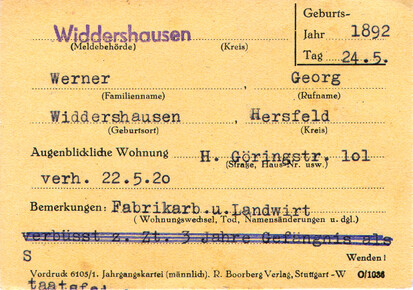 Geburts-
Widdershausen Jahr 1892
(Meldebehörde) (Kreis) Tag 24.5.
Werner , Georg
(Familienname) (Rufname)
Widdershausen , Hersfeld
(Geburtsort) (Kreis)
Augenblickliche Wohnung H. Göringstr. 101
(Straße, Haus-Nr. usw.)
verh. 22.5.20
Bemerkungen: Fabrikarb.u.Landwirt
(Wohnungswechsel, Tod, Namensänderungen u. dgl.)
verbüsst z. Zt. 3 Jahre Gefängnis als
S Wenden!
Vordruck 6105/1. Jahrgangskartei (männlich). R. Boorberg Verlag, Stuttgart-W O/1036